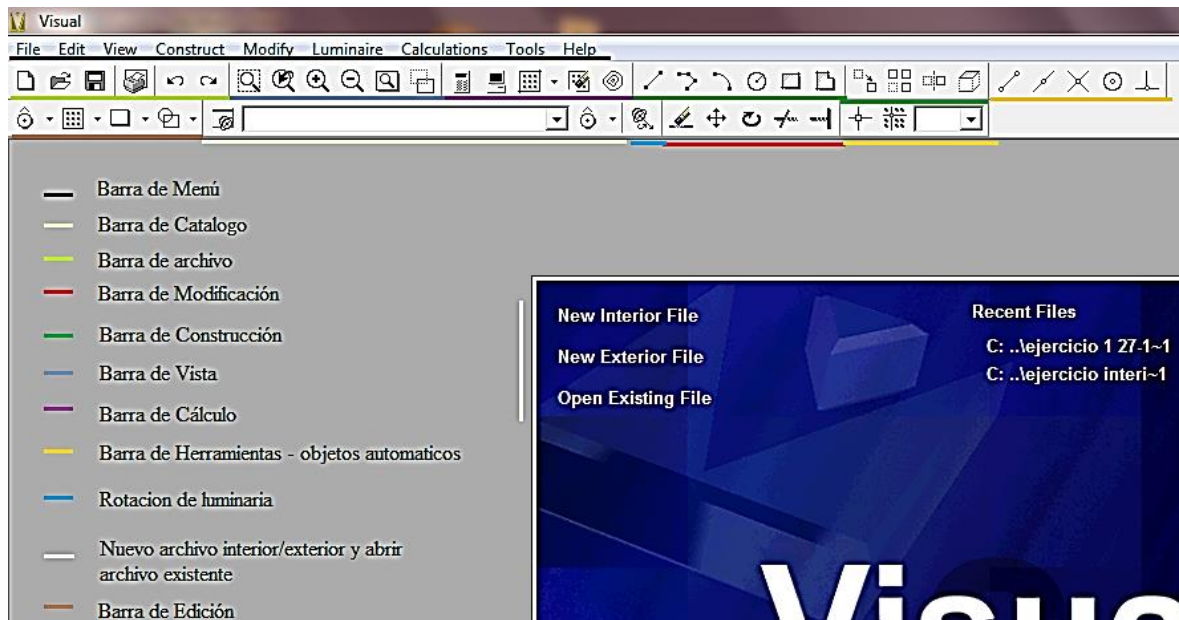 Visual
File Edit View Construct Modify Luminaire Calculations Tools Help
Barra de Menú
Barra de Catalogo
Barra de archivo
Barra de Modificación
Barra de Construcción
Barra de Vista
Barra de Cálculo
Barra de Herramientas - objetos automaticos
Rotacion de luminaria
Nuevo archivo interior/exterior y abrir
archivo existente
Barra de Edición
New Interior File
New Exterior File
Open Existing File
Recent Files
C: ..\ejercicio 1 27-1~1
C: ..\ejercicio interi~1
Visua